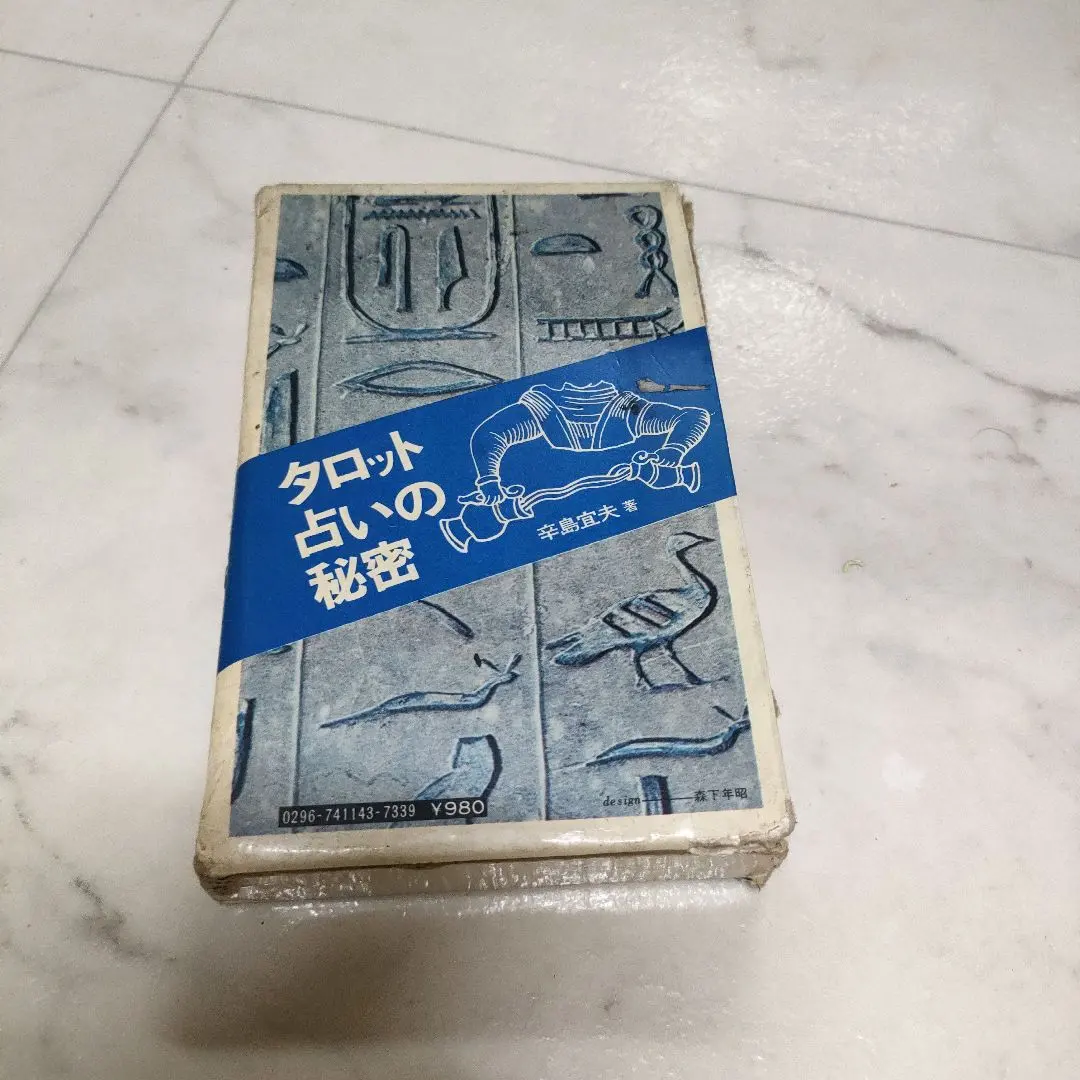 タロット
占いの
秘密
辛島宜夫 著
0296-741143-7339 ￥980
design 森下年昭